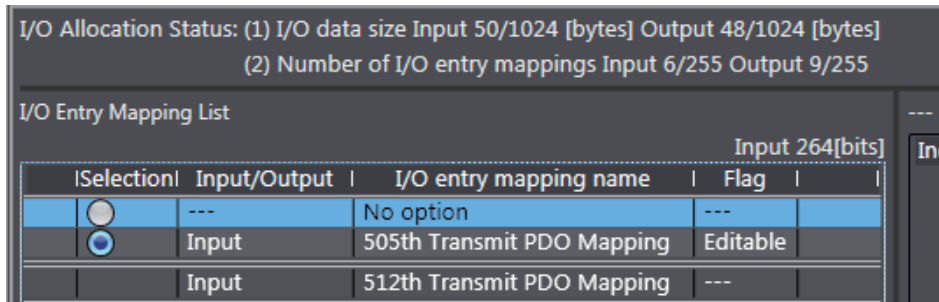 I/O Allocation Status: (1) I/O data size Input 50/1024 [bytes] Output 48/1024 [bytes]
(2) Number of I/O entry mappings Input 6/255 Output 9/255
I/O Entry Mapping List
---
Input 264[bits]
Selection Input/Output I/O entry mapping name Flag
--- No option ---
Input 505th Transmit PDO Mapping Editable
Input 512th Transmit PDO Mapping ---